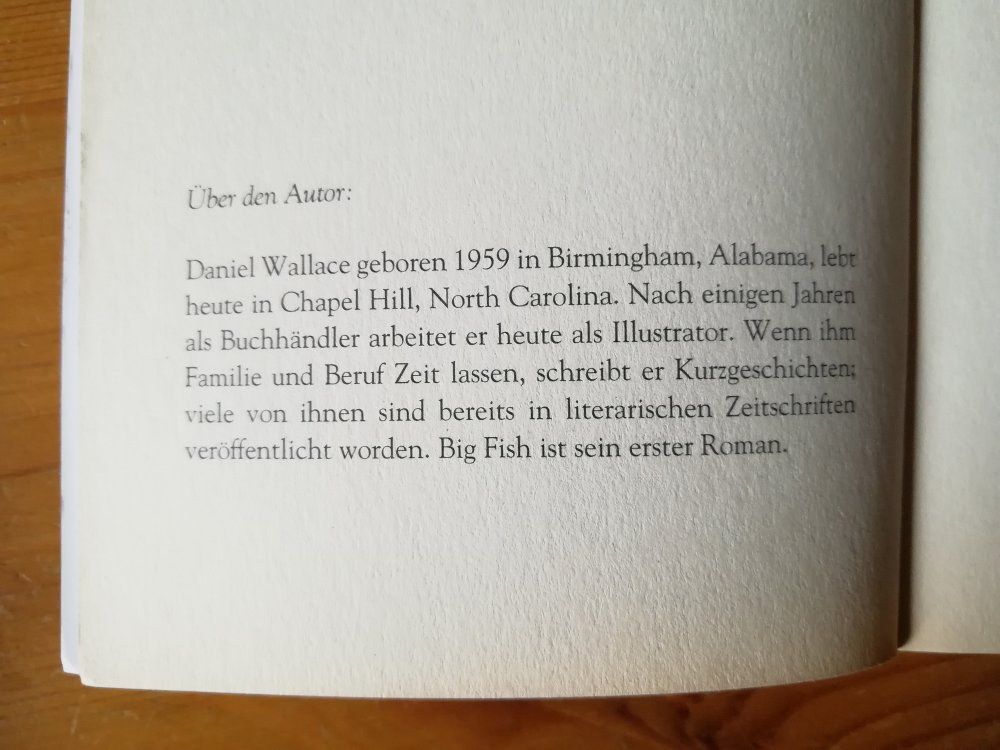 Über den Autor:
Daniel Wallace geboren 1959 in Birmingham, Alabama, lebt
heute in Chapel Hill, North Carolina. Nach einigen Jahren
als Buchhändler arbeitet er heute als Illustrator. Wenn ihm
Familie und Beruf Zeit lassen, schreibt er Kurzgeschichten;
viele von ihnen sind bereits in literarischen Zeitschriften
veröffentlicht worden. Big Fish ist sein erster Roman.